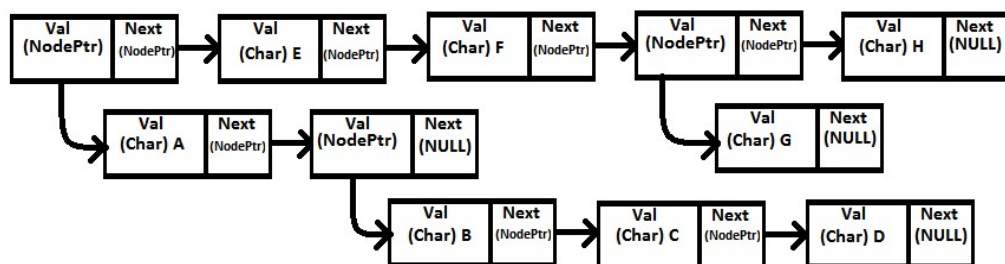 Val Next Val Next Val Next Val Next Val Next
(NodePtr) (NodePtr) (Char) E (NodePtr) (Char) F (NodePtr) (NodePtr) (NodePtr) (Char) H (NULL)
Val Next Val Next Val Next
(Char) A (NodePtr) (NodePtr) (NULL) (Char) G (NULL)
Val Next Val Next Val Next
(Char) B (NodePtr) (Char) C (NodePtr) (Char) D (NULL)